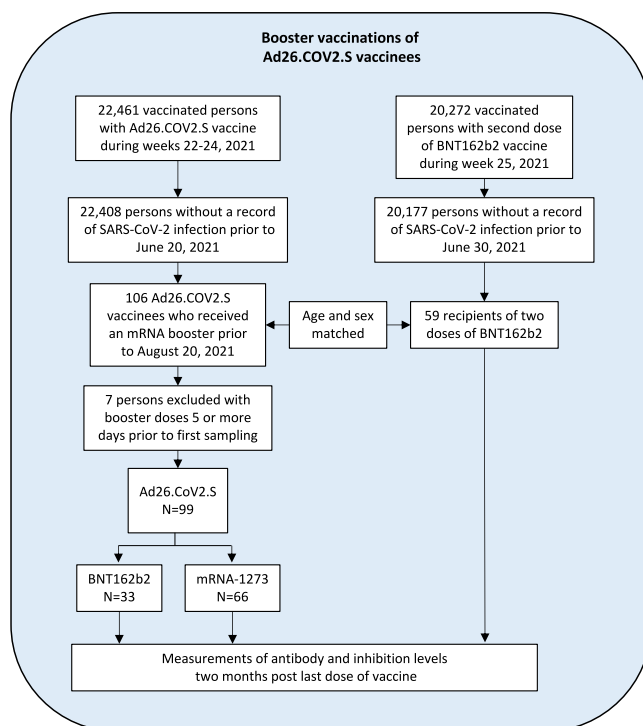 Booster vaccinations of
Ad26.COV2.S vaccinees
22,461 vaccinated persons
with Ad26.COV2.S vaccine
during weeks 22-24, 2021
20,272 vaccinated
persons with second dose
of BNT162b2 vaccine
during week 25, 2021
22,408 persons without a record
of SARS-CoV-2 infection prior to
June 20, 2021
20,177 persons without a record
of SARS-CoV-2 infection prior to
June 30, 2021
106 Ad26.COV2.S
vaccinees who received
an mRNA booster prior
to August 20, 2021
Age and sex
matched
59 recipients of two
doses of BNT162b2
7 persons excluded with
booster doses 5 or more
days prior to first sampling
Ad26.CoV2.S
N=99
BNT162b2
N=33
mRNA-1273
N=66
Measurements of antibody and inhibition levels
two months post last dose of vaccine